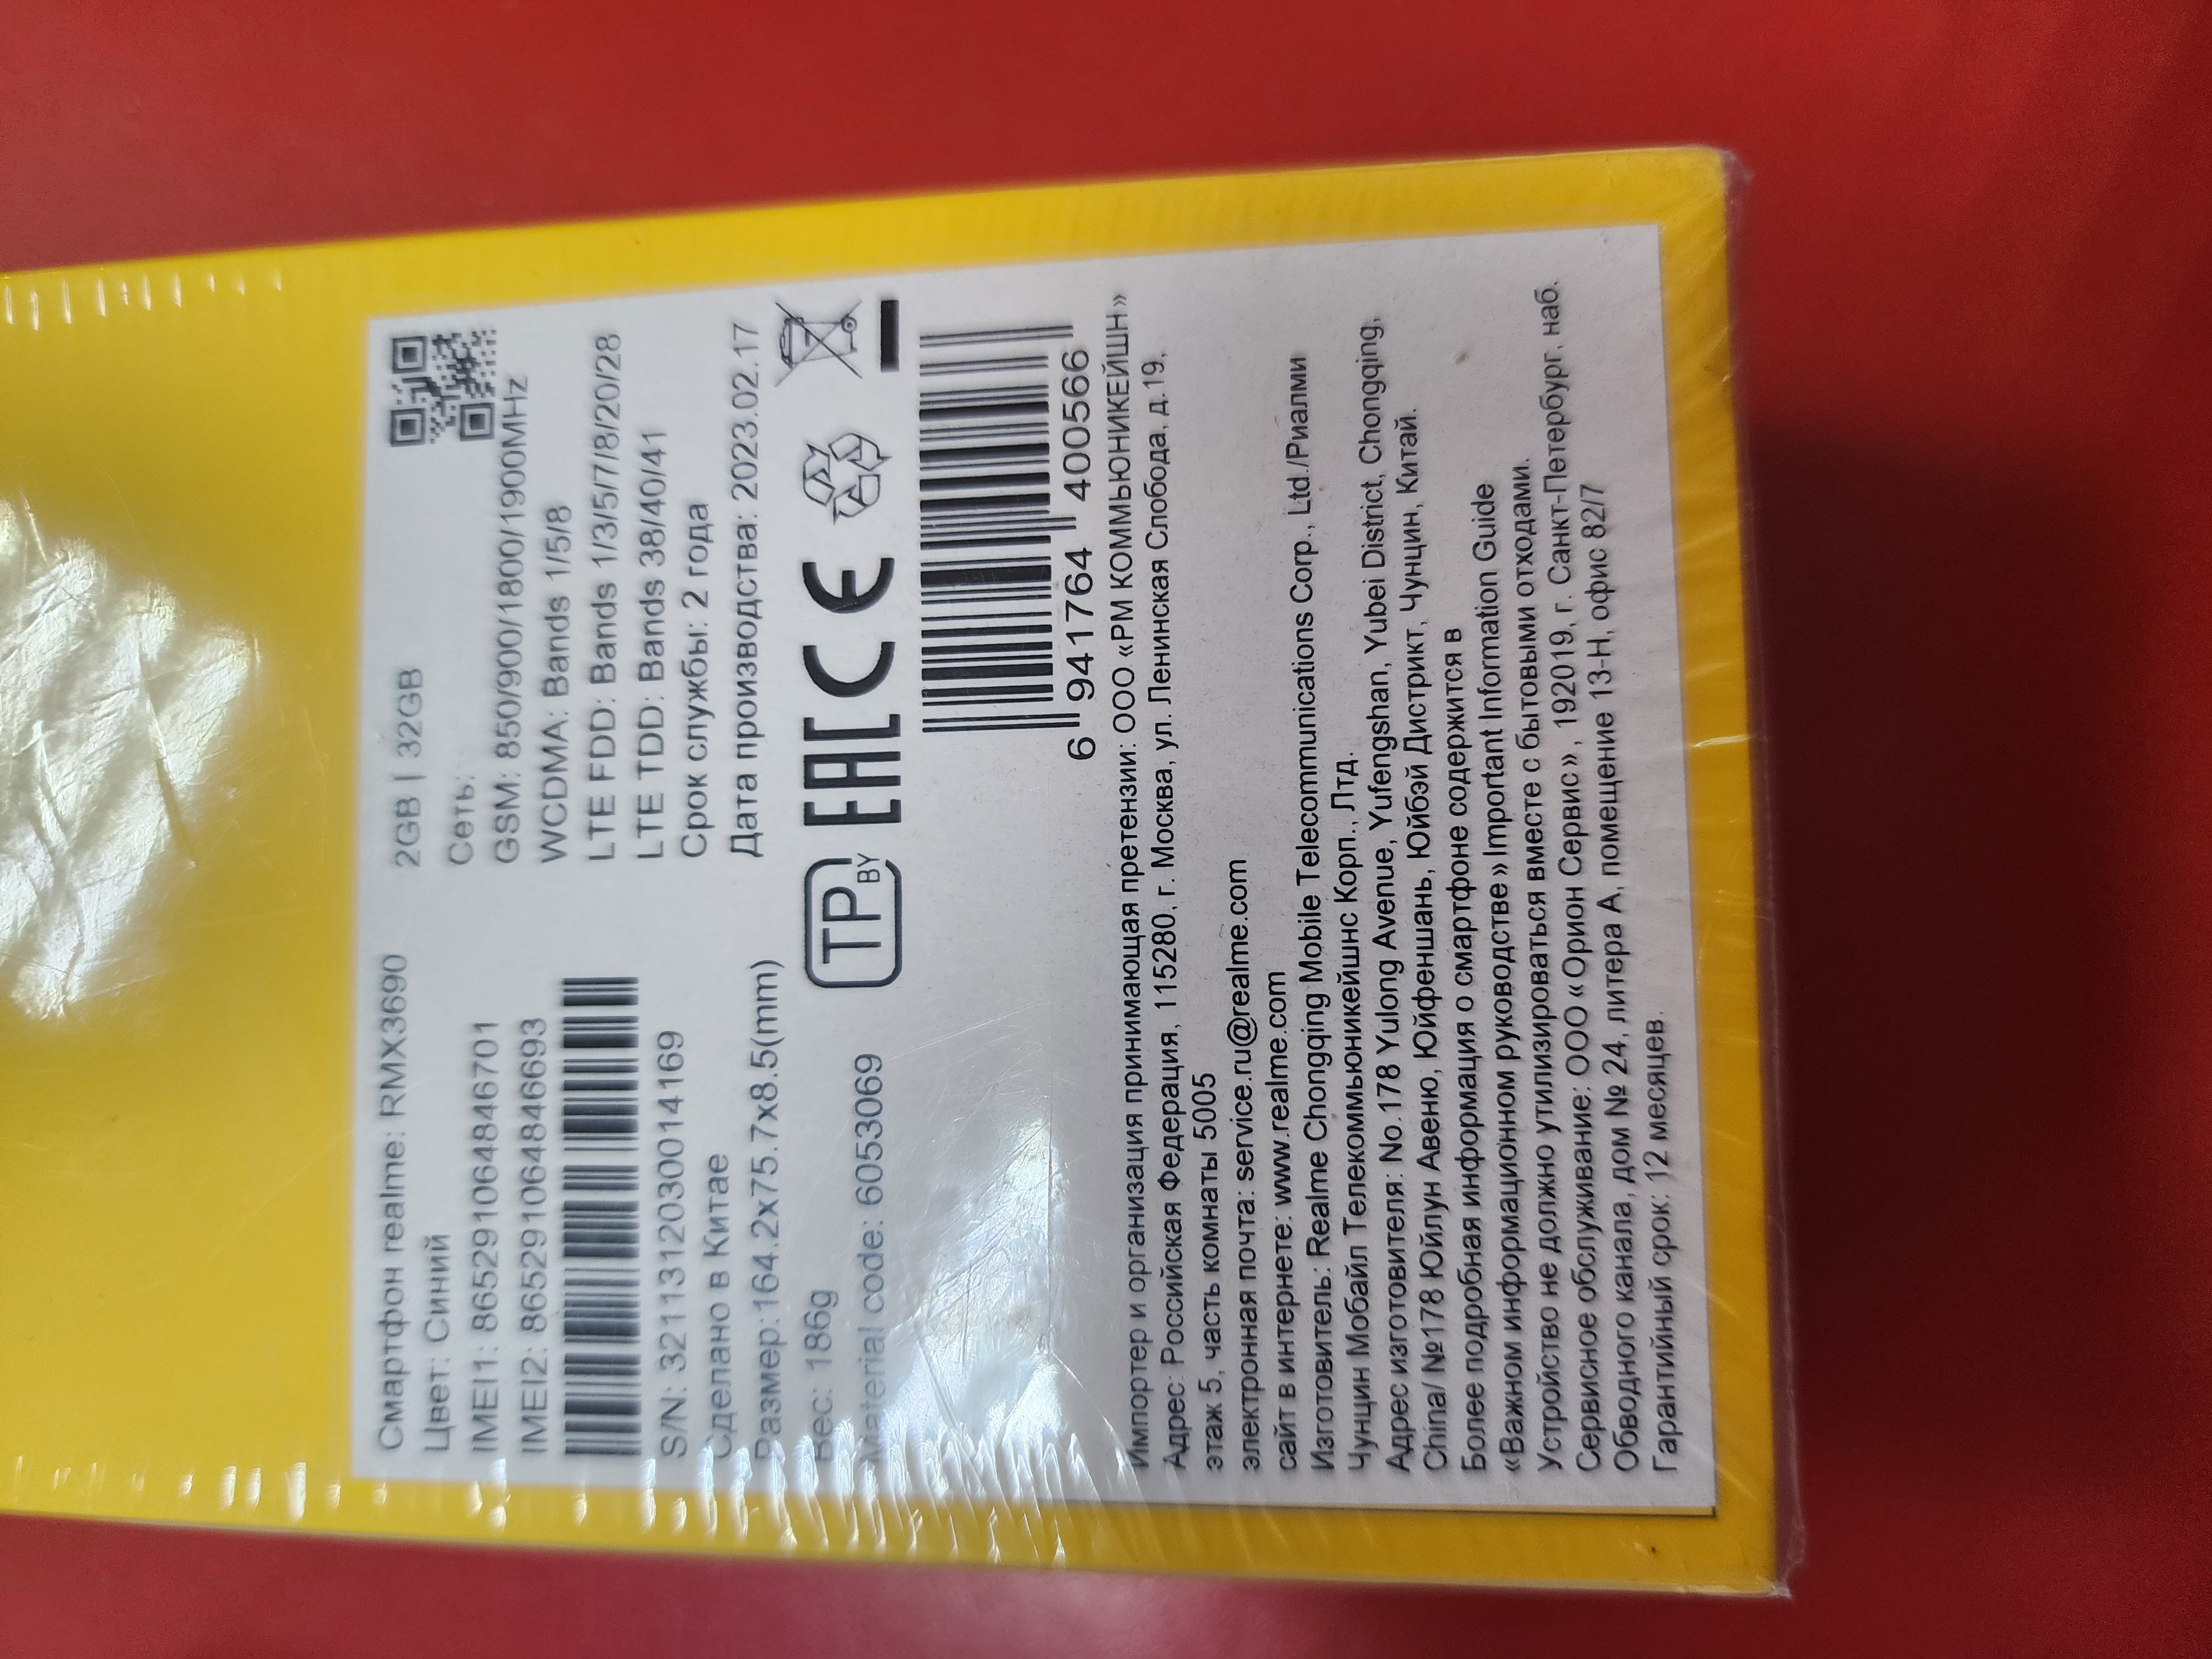 Смартфон realme: RMX3690
Цвет: Синий
IMEI1: 865291064846701
IMEI2: 865291064846693
S/N: 3211312030014169
Сделано в Китае
Размер:164.2x75.7x8.5(mm)
Вес: 186g
Material code: 6053069
2GB | 32GB
Сеть:
GSM: 850/900/1800/1900MHz
WCDMA: Bands 1/5/8
LTE FDD: Bands 1/3/5/7/8/20/28
LTE TDD: Bands 38/40/41
Срок службы: 2 года
Дата производства: 2023.02.17
TP BY EAC CE
6 941764 400566
Импортер и организация принимающая претензии: ООО «РМ КОММЬЮНИКЕЙШН»
Адрес: Российская Федерация, 115280, г. Москва, ул. Ленинская Слобода, д.19,
этаж 5, часть комнаты 5005
электронная почта: service.ru@realme.com
сайт в интернете: www.realme.com
Изготовитель: Realme Chongqing Mobile Telecommunications Corp., Ltd./Риалми
Чунцин Мобайл Телекоммьюникейшнс Корп., Лтд.
Адрес изготовителя: No.178 Yulong Avenue, Yufengshan, Yubei District, Chongqing,
China/ №178 Юйлун Авеню, Юйфеншань, Юйбэй Дистрикт, Чунцин, Китай.
Более подробная информация о смартфоне содержится в
«Важном информационном руководстве» Important Information Guide
Устройство не должно утилизироваться вместе с бытовыми отходами.
Сервисное обслуживание: ООО «Орион Сервис», 192019, г. Санкт-Петербург, наб.
Обводного канала, дом № 24, литера А, помещение 13-Н, офис 82/7
Гарантийный срок: 12 месяцев.